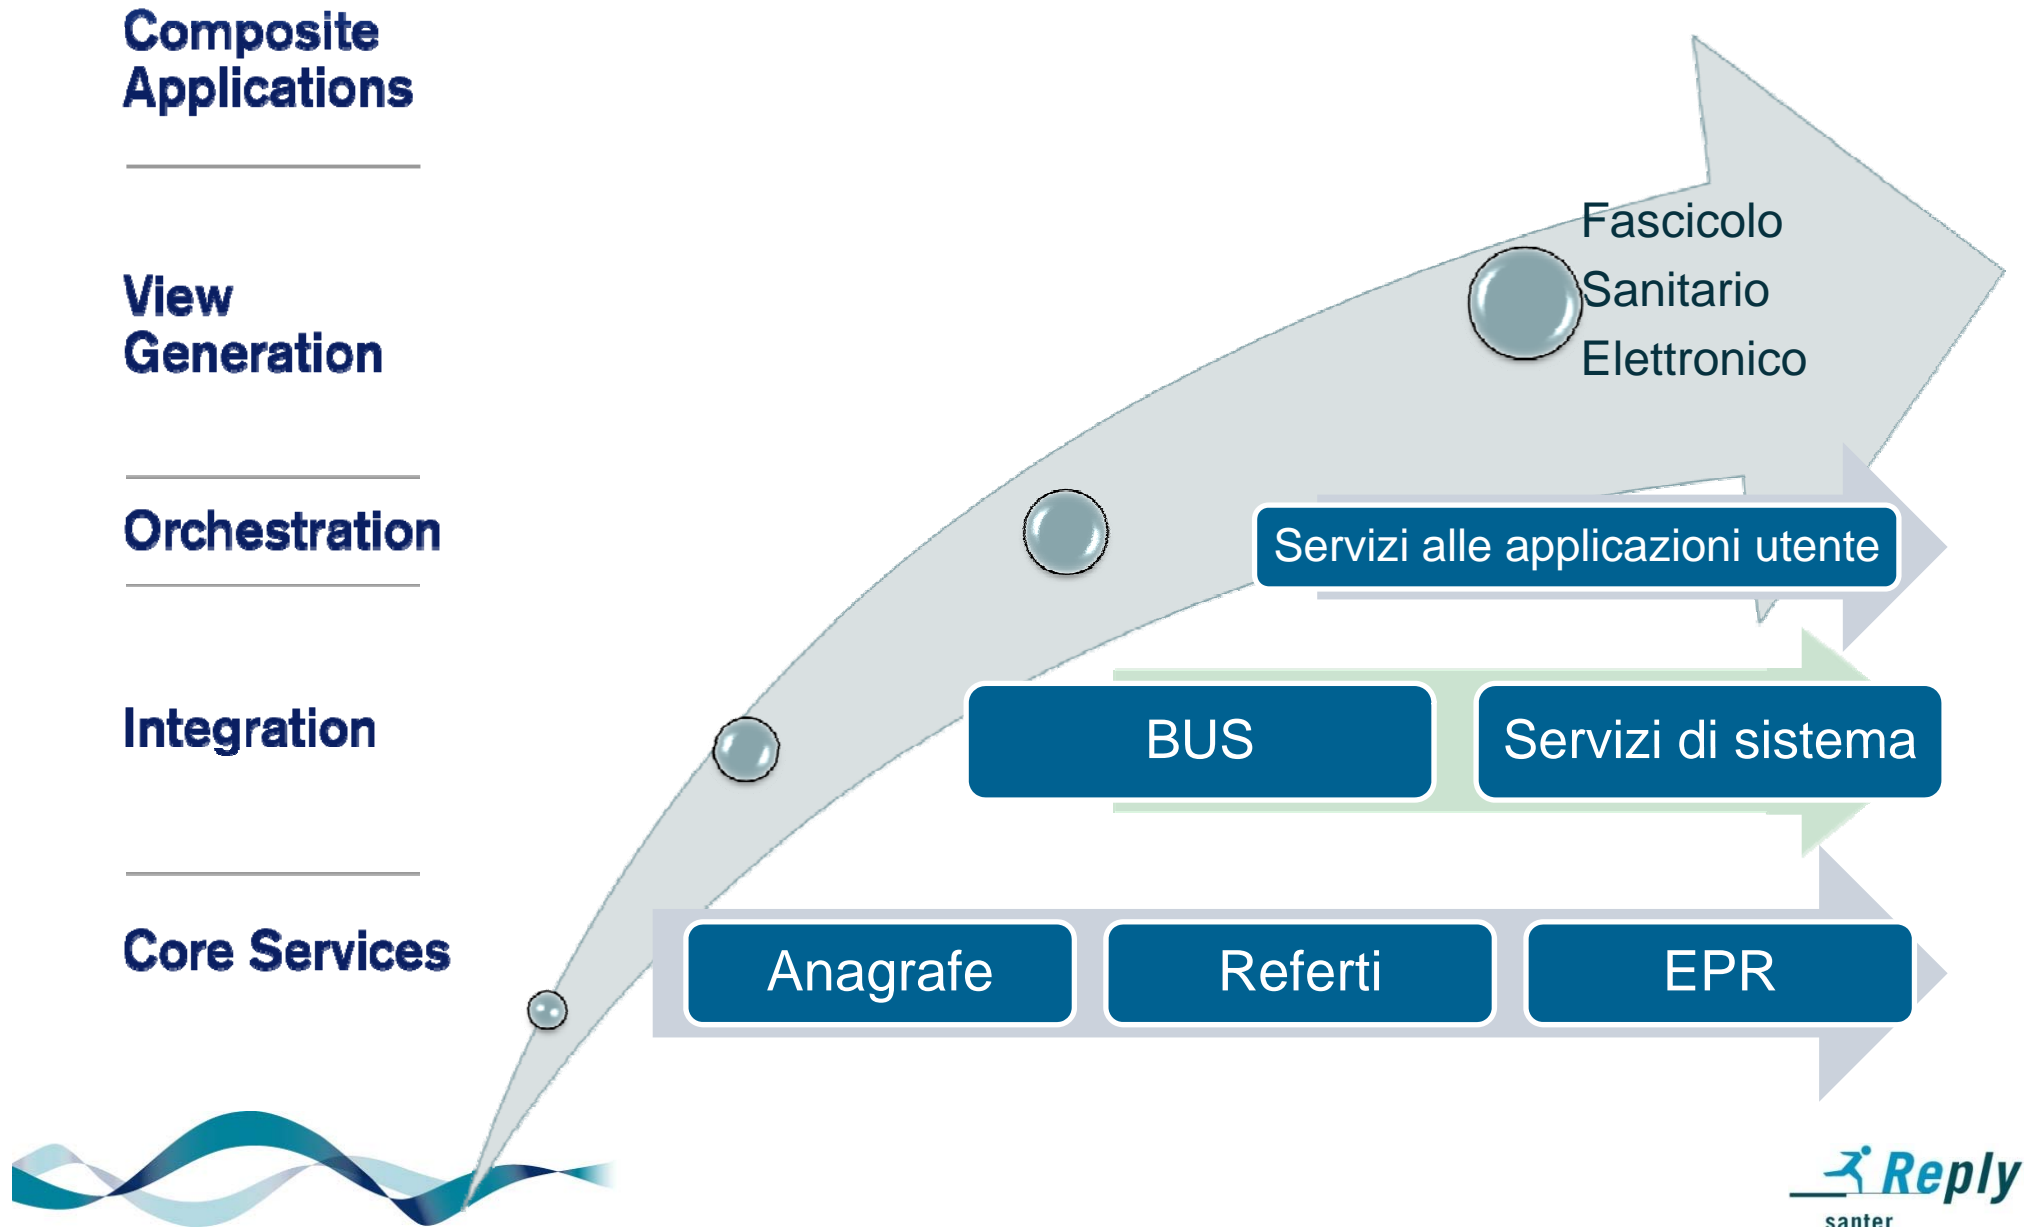 Composite
Applications
Fascicolo
Sanitario
Elettronico
View
Generation
Orchestration
Servizi alle applicazioni utente
Integration
BUS
Servizi di sistema
Core Services
Anagrafe
Referti
EPR
Reply
santer